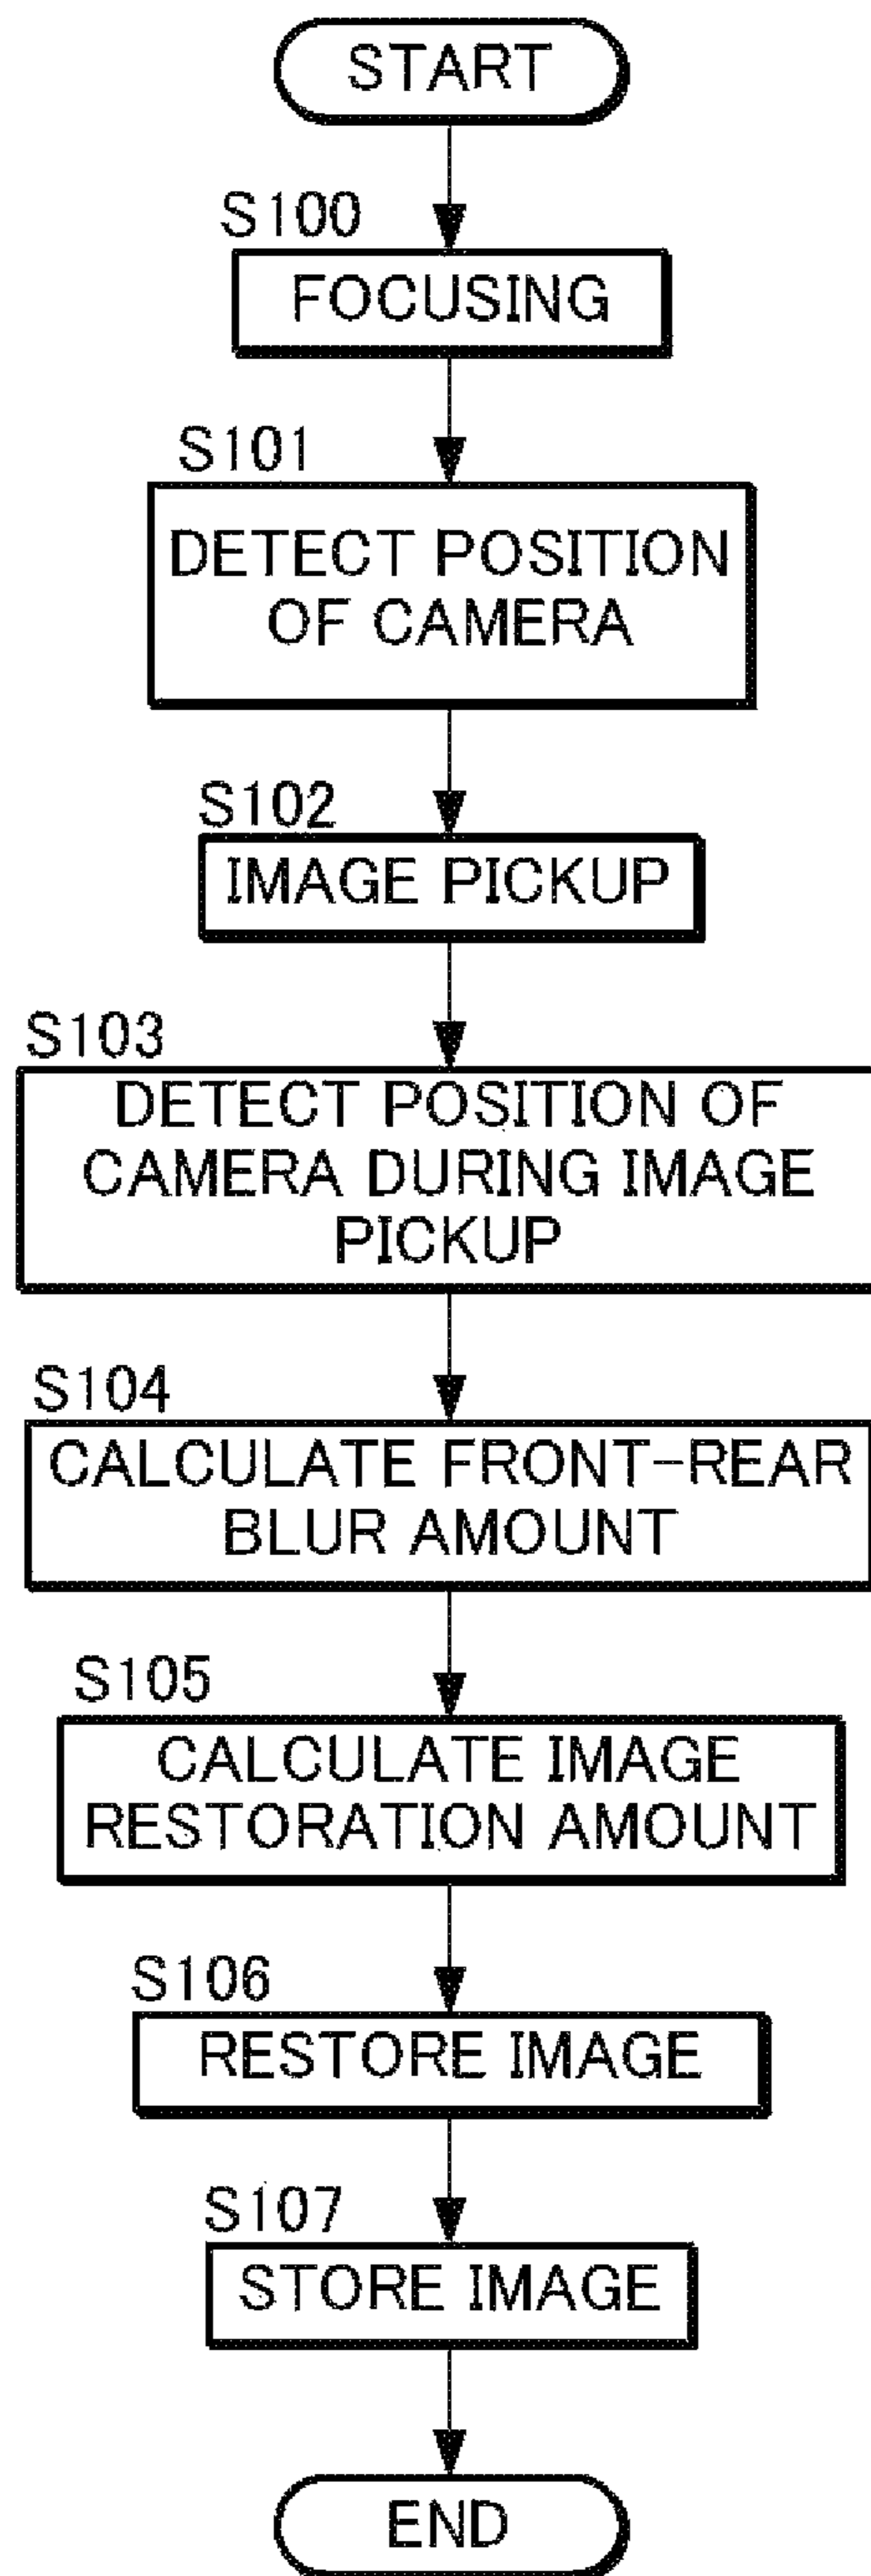 START
S100
FOCUSING
S101
DETECT POSITION
OF CAMERA
S102
IMAGE PICKUP
S103
DETECT POSITION OF
CAMERA DURING IMAGE
PICKUP
S104
CALCULATE FRONT-REAR
BLUR AMOUNT
S105
CALCULATE IMAGE
RESTORATION AMOUNT
S106
RESTORE IMAGE
S107
STORE IMAGE
END